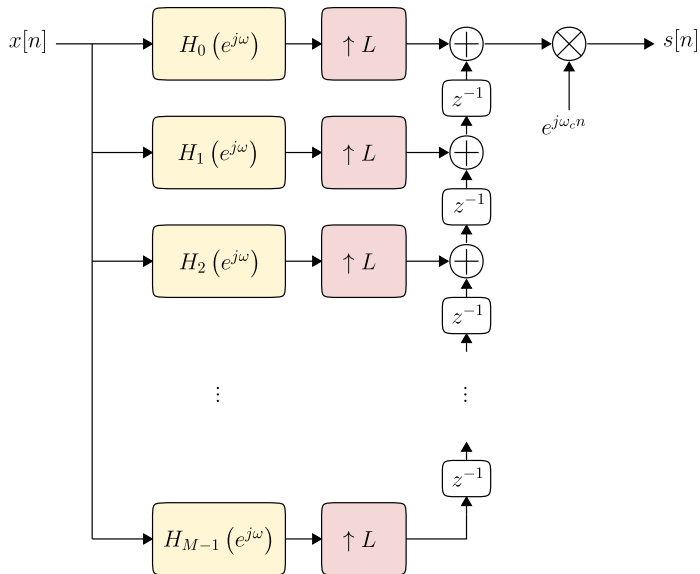 x[n] H_0 (e^{jω}) ↑ L + × s[n]
z^{-1}
e^{jω_c n}
H_1 (e^{jω}) ↑ L +
z^{-1}
H_2 (e^{jω}) ↑ L +
z^{-1}
⋮ ⋮
z^{-1}
H_{M-1} (e^{jω}) ↑ L